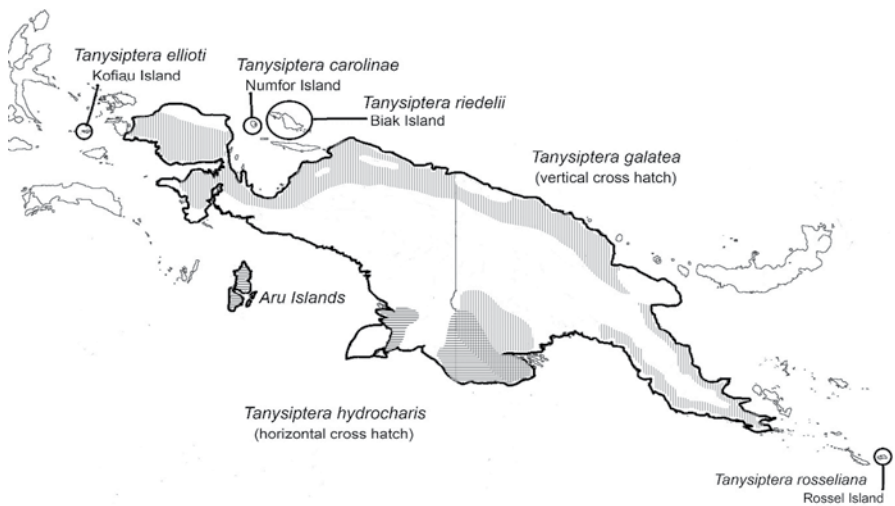 Tanysiptera ellioti
Kofiau Island
Tanysiptera carolinae
Numfor Island
Tanysiptera riedelii
Biak Island
Tanysiptera galatea
(vertical cross hatch)
Aru Islands
Tanysiptera hydrocharis
(horizontal cross hatch)
Tanysiptera rosseliana
Rossel Island